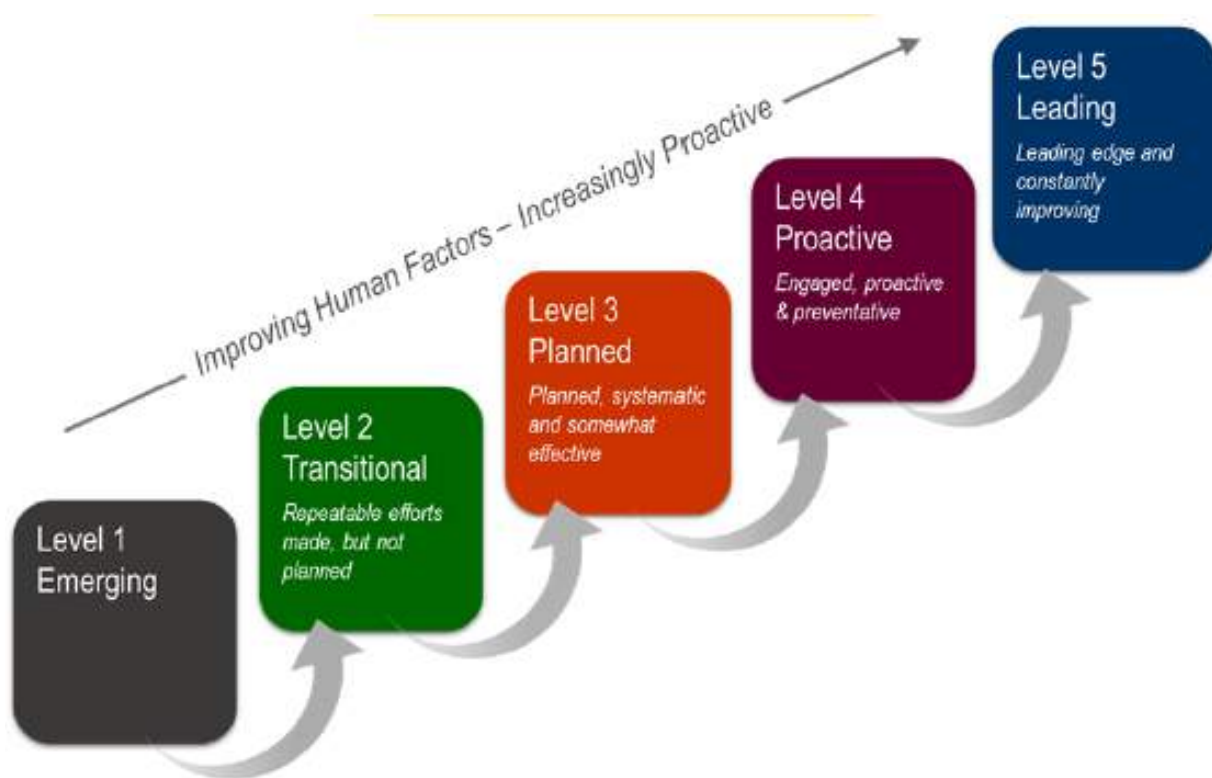 Improving Human Factors – Increasingly Proactive
Level 1
Emerging
Level 2
Transitional
Repeatable efforts
made, but not
planned
Level 3
Planned
Planned, systematic
and somewhat
effective
Level 4
Proactive
Engaged, proactive
& preventative
Level 5
Leading
Leading edge and
constantly
improving